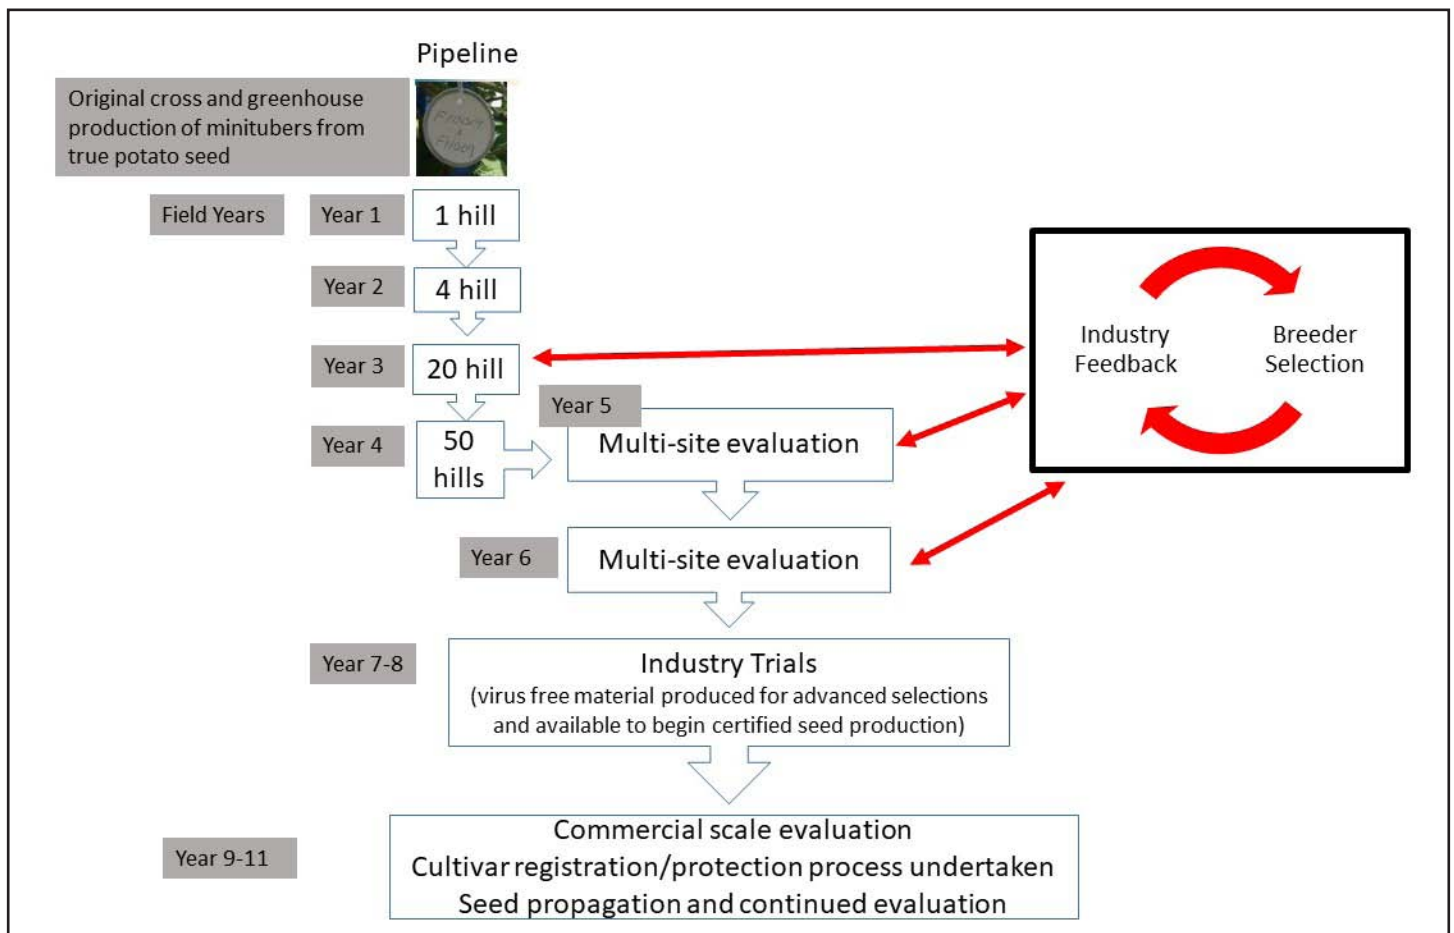 Pipeline
Original cross and greenhouse
production of minitubers from
true potato seed
Field Years
Year 1
1 hill
Year 2
4 hill
Year 3
20 hill
Year 4
50
hills
Year 5
Multi-site evaluation
Industry
Feedback
Breeder
Selection
Year 6
Multi-site evaluation
Year 7-8
Industry Trials
(virus free material produced for advanced selections
and available to begin certified seed production)
Year 9-11
Commercial scale evaluation
Cultivar registration/protection process undertaken
Seed propagation and continued evaluation